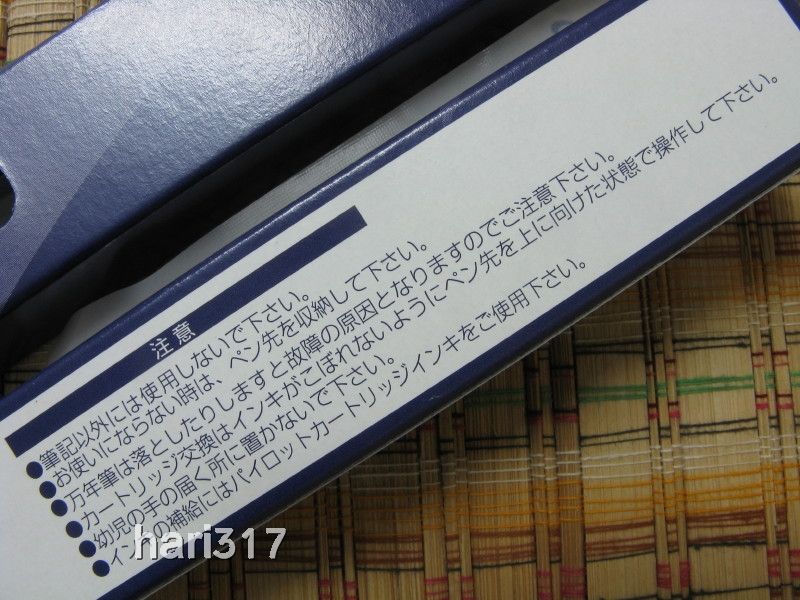 注意
●筆記以外には使用しないで下さい。
●お使いにならない時は、ペン先を収納して下さい。
●万年筆は落としたりしますと故障の原因となりますのでご注意下さい。
●カートリッジ交換はインキがこぼれないようにペン先を上に向けた状態で操作して下さい。
●幼児の手の届く所に置かないで下さい。
●インキの補給にはパイロットカートリッジインキをご使用下さい。
hari317